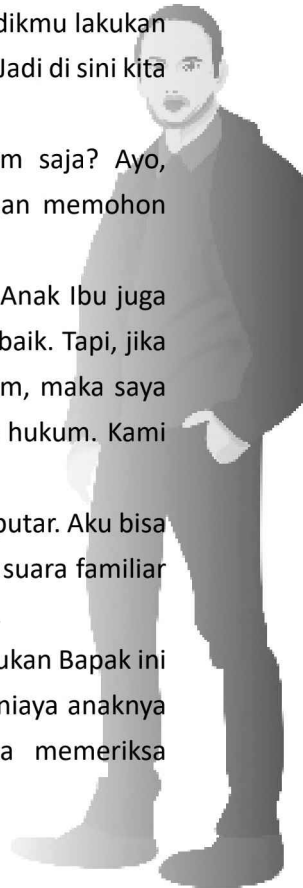 dikmu lakukan
Jadi di sini kita
m saja? Ayo,
an memohon
Anak Ibu juga
baik. Tapi, jika
m, maka saya
hukum. Kami
outar. Aku bisa
suara familiar
ukan Bapak ini
niaya anaknya
a memeriksa